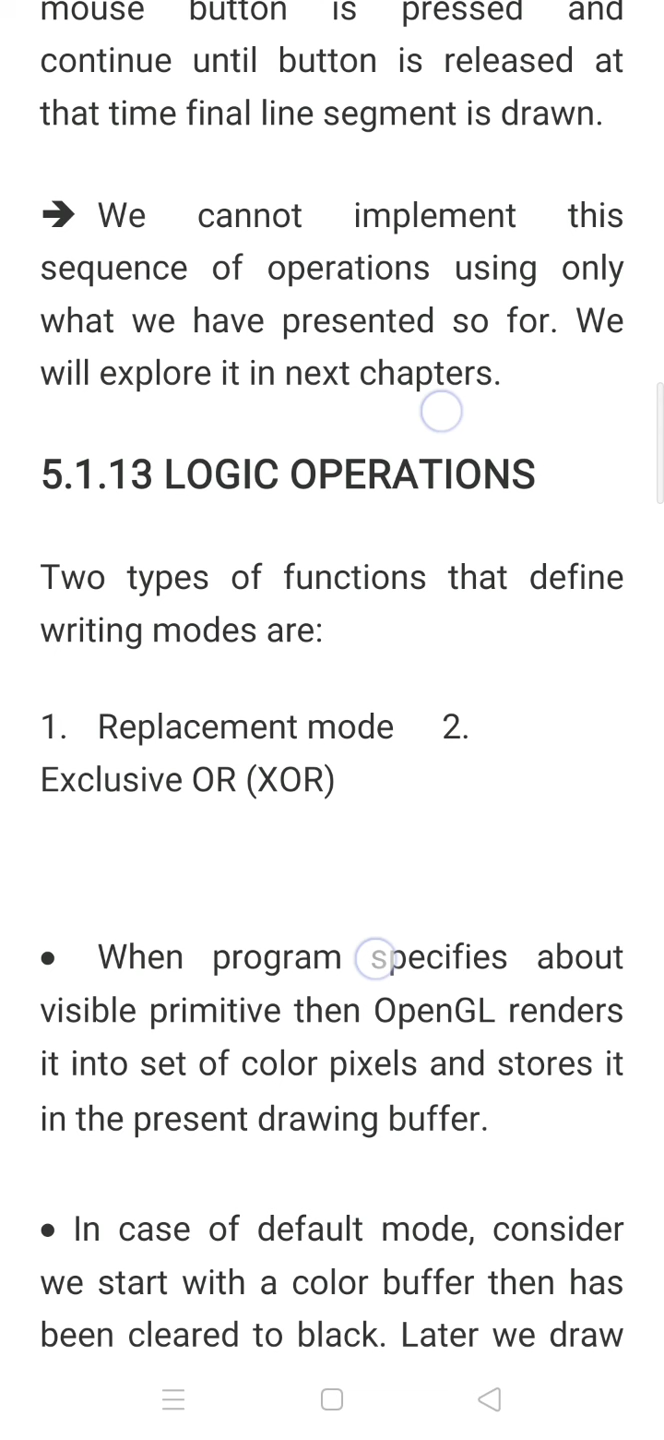 mouse button is pressed and
continue until button is released at
that time final line segment is drawn.
➔ We cannot implement this
sequence of operations using only
what we have presented so for. We
will explore it in next chapters.
5.1.13 LOGIC OPERATIONS
Two types of functions that define
writing modes are:
1. Replacement mode 2.
Exclusive OR (XOR)
• When program specifies about
visible primitive then OpenGL renders
it into set of color pixels and stores it
in the present drawing buffer.
• In case of default mode, consider
we start with a color buffer then has
been cleared to black. Later we draw